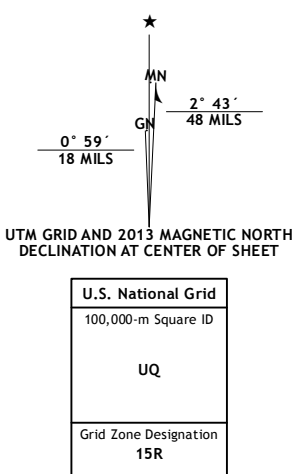 ★
MN
2° 43´
48 MILS
GN
0° 59´
18 MILS
UTM GRID AND 2013 MAGNETIC NORTH
DECLINATION AT CENTER OF SHEET
U.S. National Grid
100,000-m Square ID
UQ
Grid Zone Designation
15R